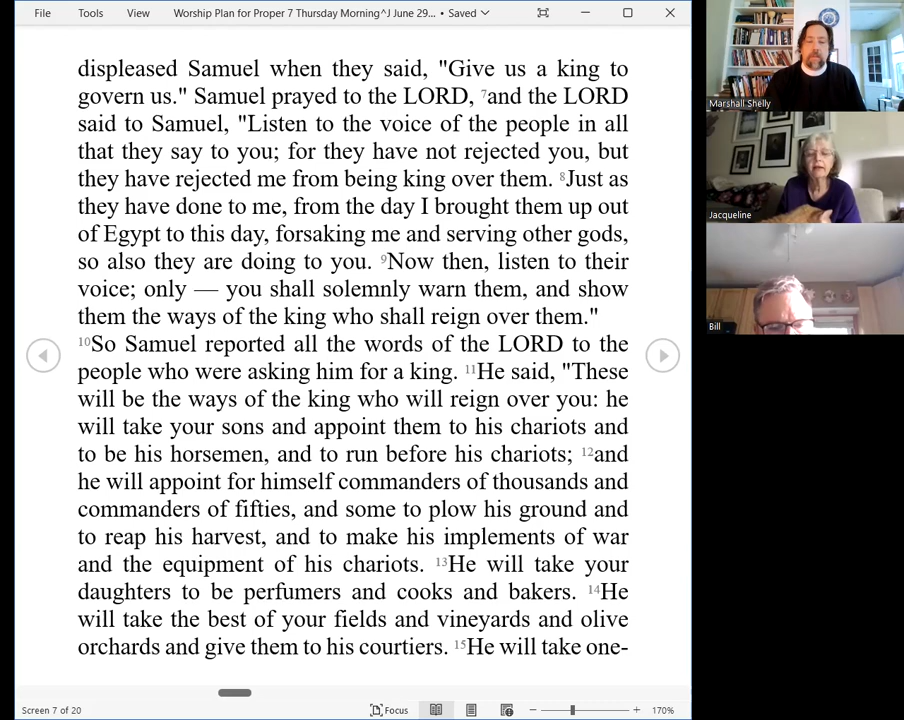 File Tools View Worship Plan for Proper 7 Thursday Morning^J June 29... • Saved
displeased Samuel when they said, "Give us a king to
govern us." Samuel prayed to the LORD, 7and the LORD
said to Samuel, "Listen to the voice of the people in all
that they say to you; for they have not rejected you, but
they have rejected me from being king over them. 8Just as
they have done to me, from the day I brought them up out
of Egypt to this day, forsaking me and serving other gods,
so also they are doing to you. 9Now then, listen to their
voice; only — you shall solemnly warn them, and show
them the ways of the king who shall reign over them."
10So Samuel reported all the words of the LORD to the
people who were asking him for a king. 11He said, "These
will be the ways of the king who will reign over you: he
will take your sons and appoint them to his chariots and
to be his horsemen, and to run before his chariots; 12and
he will appoint for himself commanders of thousands and
commanders of fifties, and some to plow his ground and
to reap his harvest, and to make his implements of war
and the equipment of his chariots. 13He will take your
daughters to be perfumers and cooks and bakers. 14He
will take the best of your fields and vineyards and olive
orchards and give them to his courtiers. 15He will take one-
Screen 7 of 20 Focus 170%
Marshall Shelly
Jacqueline
Bill